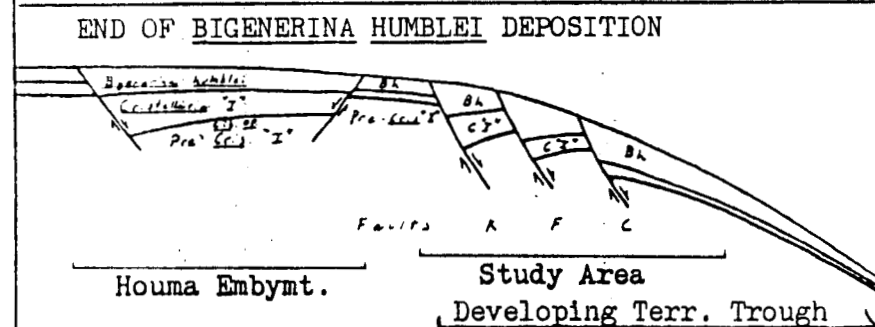 END OF BIGENERINA HUMBLEI DEPOSITION
humblei
Bh
Cristellaria "I"
Bh
Pre-Cris "I"
Pre Cris "I"
C "I"
C "I"
Bh
Faults K F C
Houma Embymt.
Study Area
Developing Terr. Trough